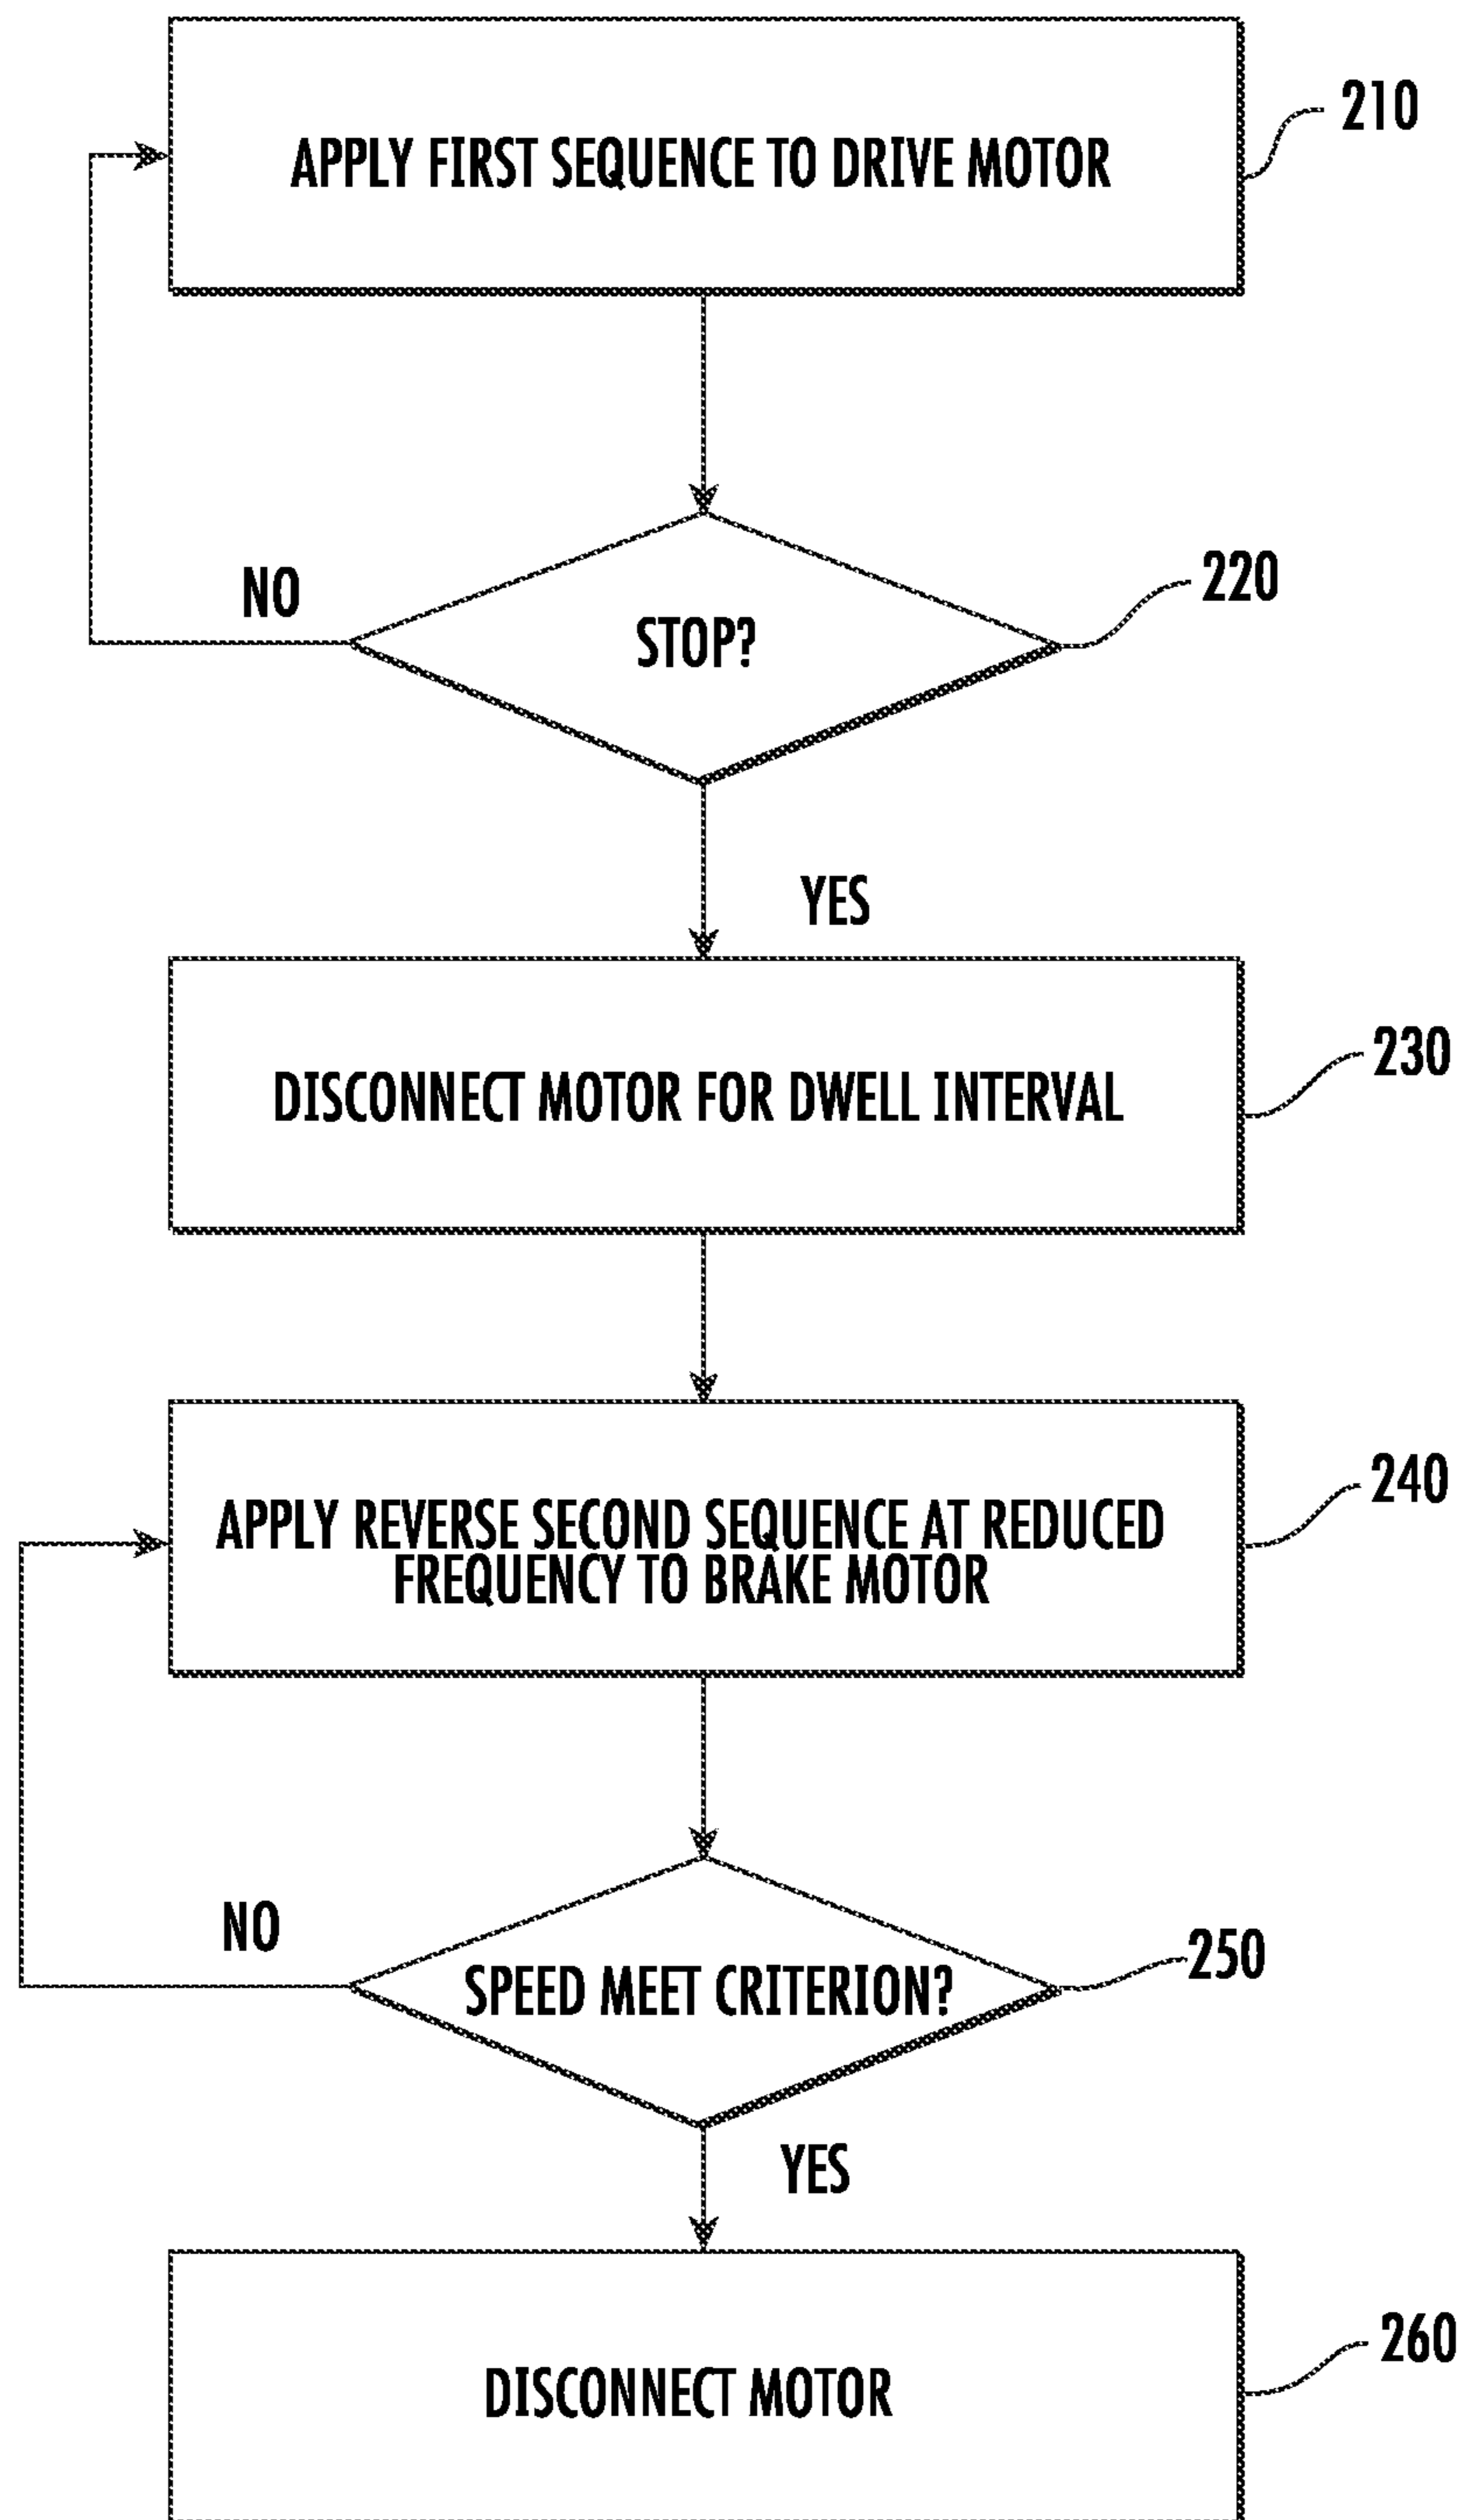 APPLY FIRST SEQUENCE TO DRIVE MOTOR
210
NO
STOP?
220
YES
DISCONNECT MOTOR FOR DWELL INTERVAL
230
APPLY REVERSE SECOND SEQUENCE AT REDUCED
FREQUENCY TO BRAKE MOTOR
240
NO
SPEED MEET CRITERION?
250
YES
DISCONNECT MOTOR
260